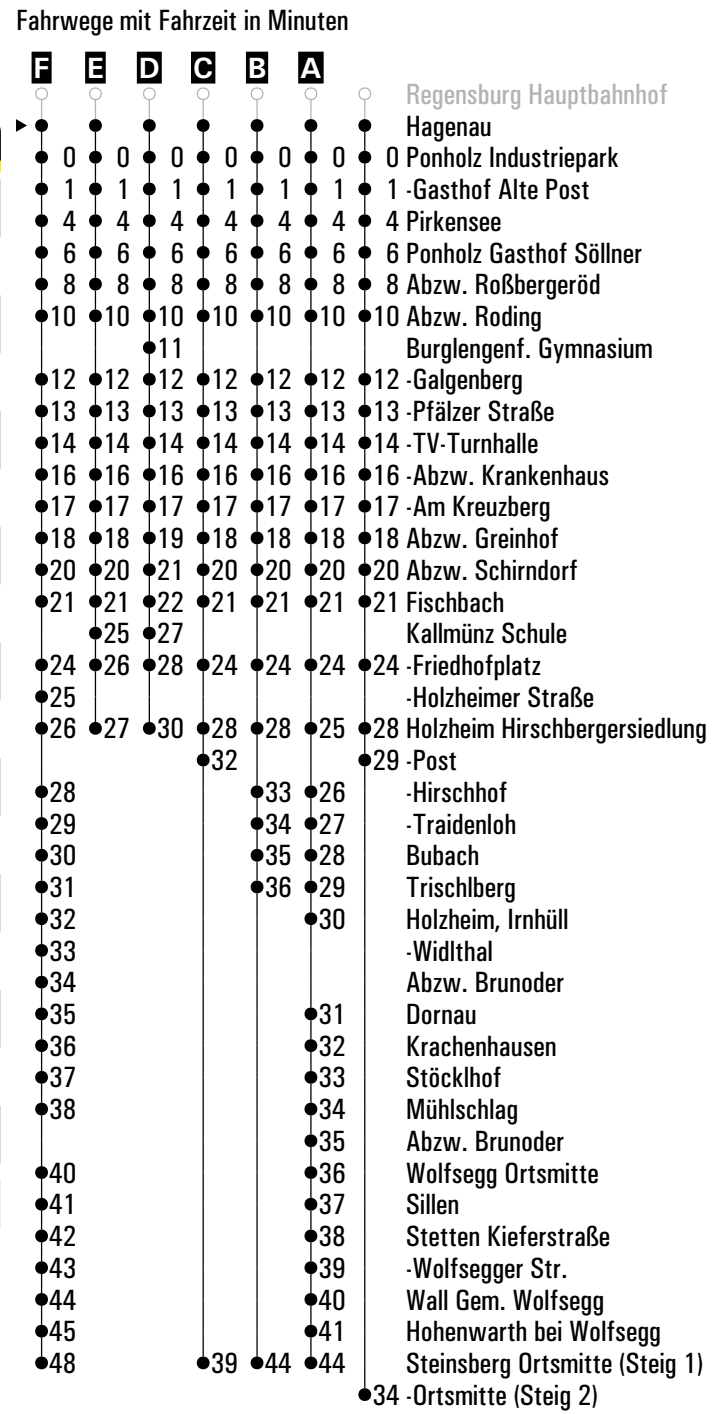 Fahrwege mit Fahrzeit in Minuten
F E D C B A
Regensburg Hauptbahnhof
Hagenau
0 0 0 0 0 0 0 Ponholz Industriepark
1 1 1 1 1 1 1 -Gasthof Alte Post
4 4 4 4 4 4 4 Pirkensee
6 6 6 6 6 6 6 Ponholz Gasthof Söllner
8 8 8 8 8 8 8 Abzw. Roßbergeröd
10 10 10 10 10 10 10 Abzw. Roding
11 Burglengenf. Gymnasium
12 12 12 12 12 12 12 -Galgenberg
13 13 13 13 13 13 13 -Pfälzer Straße
14 14 14 14 14 14 14 -TV-Turnhalle
16 16 16 16 16 16 16 -Abzw. Krankenhaus
17 17 17 17 17 17 17 -Am Kreuzberg
18 18 19 18 18 18 18 Abzw. Greinhof
20 20 21 20 20 20 20 Abzw. Schirndorf
21 21 22 21 21 21 21 Fischbach
25 27 Kallmünz Schule
24 26 28 24 24 24 24 -Friedhofplatz
25 -Holzheimer Straße
26 27 30 28 28 25 28 Holzheim Hirschbergersiedlung
32 29 -Post
28 33 26 -Hirschhof
29 34 27 -Traidenloh
30 35 28 Bubach
31 36 29 Trischlberg
32 30 Holzheim, Irnhüll
33 -Widlthal
34 Abzw. Brunoder
35 31 Dornau
36 32 Krachenhausen
37 33 Stöcklhof
38 34 Mühlschlag
35 Abzw. Brunoder
40 36 Wolfsegg Ortsmitte
41 37 Sillen
42 38 Stetten Kieferstraße
43 39 -Wolfsegger Str.
44 40 Wall Gem. Wolfsegg
45 41 Hohenwarth bei Wolfsegg
48 39 44 44 Steinsberg Ortsmitte (Steig 1)
34 -Ortsmitte (Steig 2)